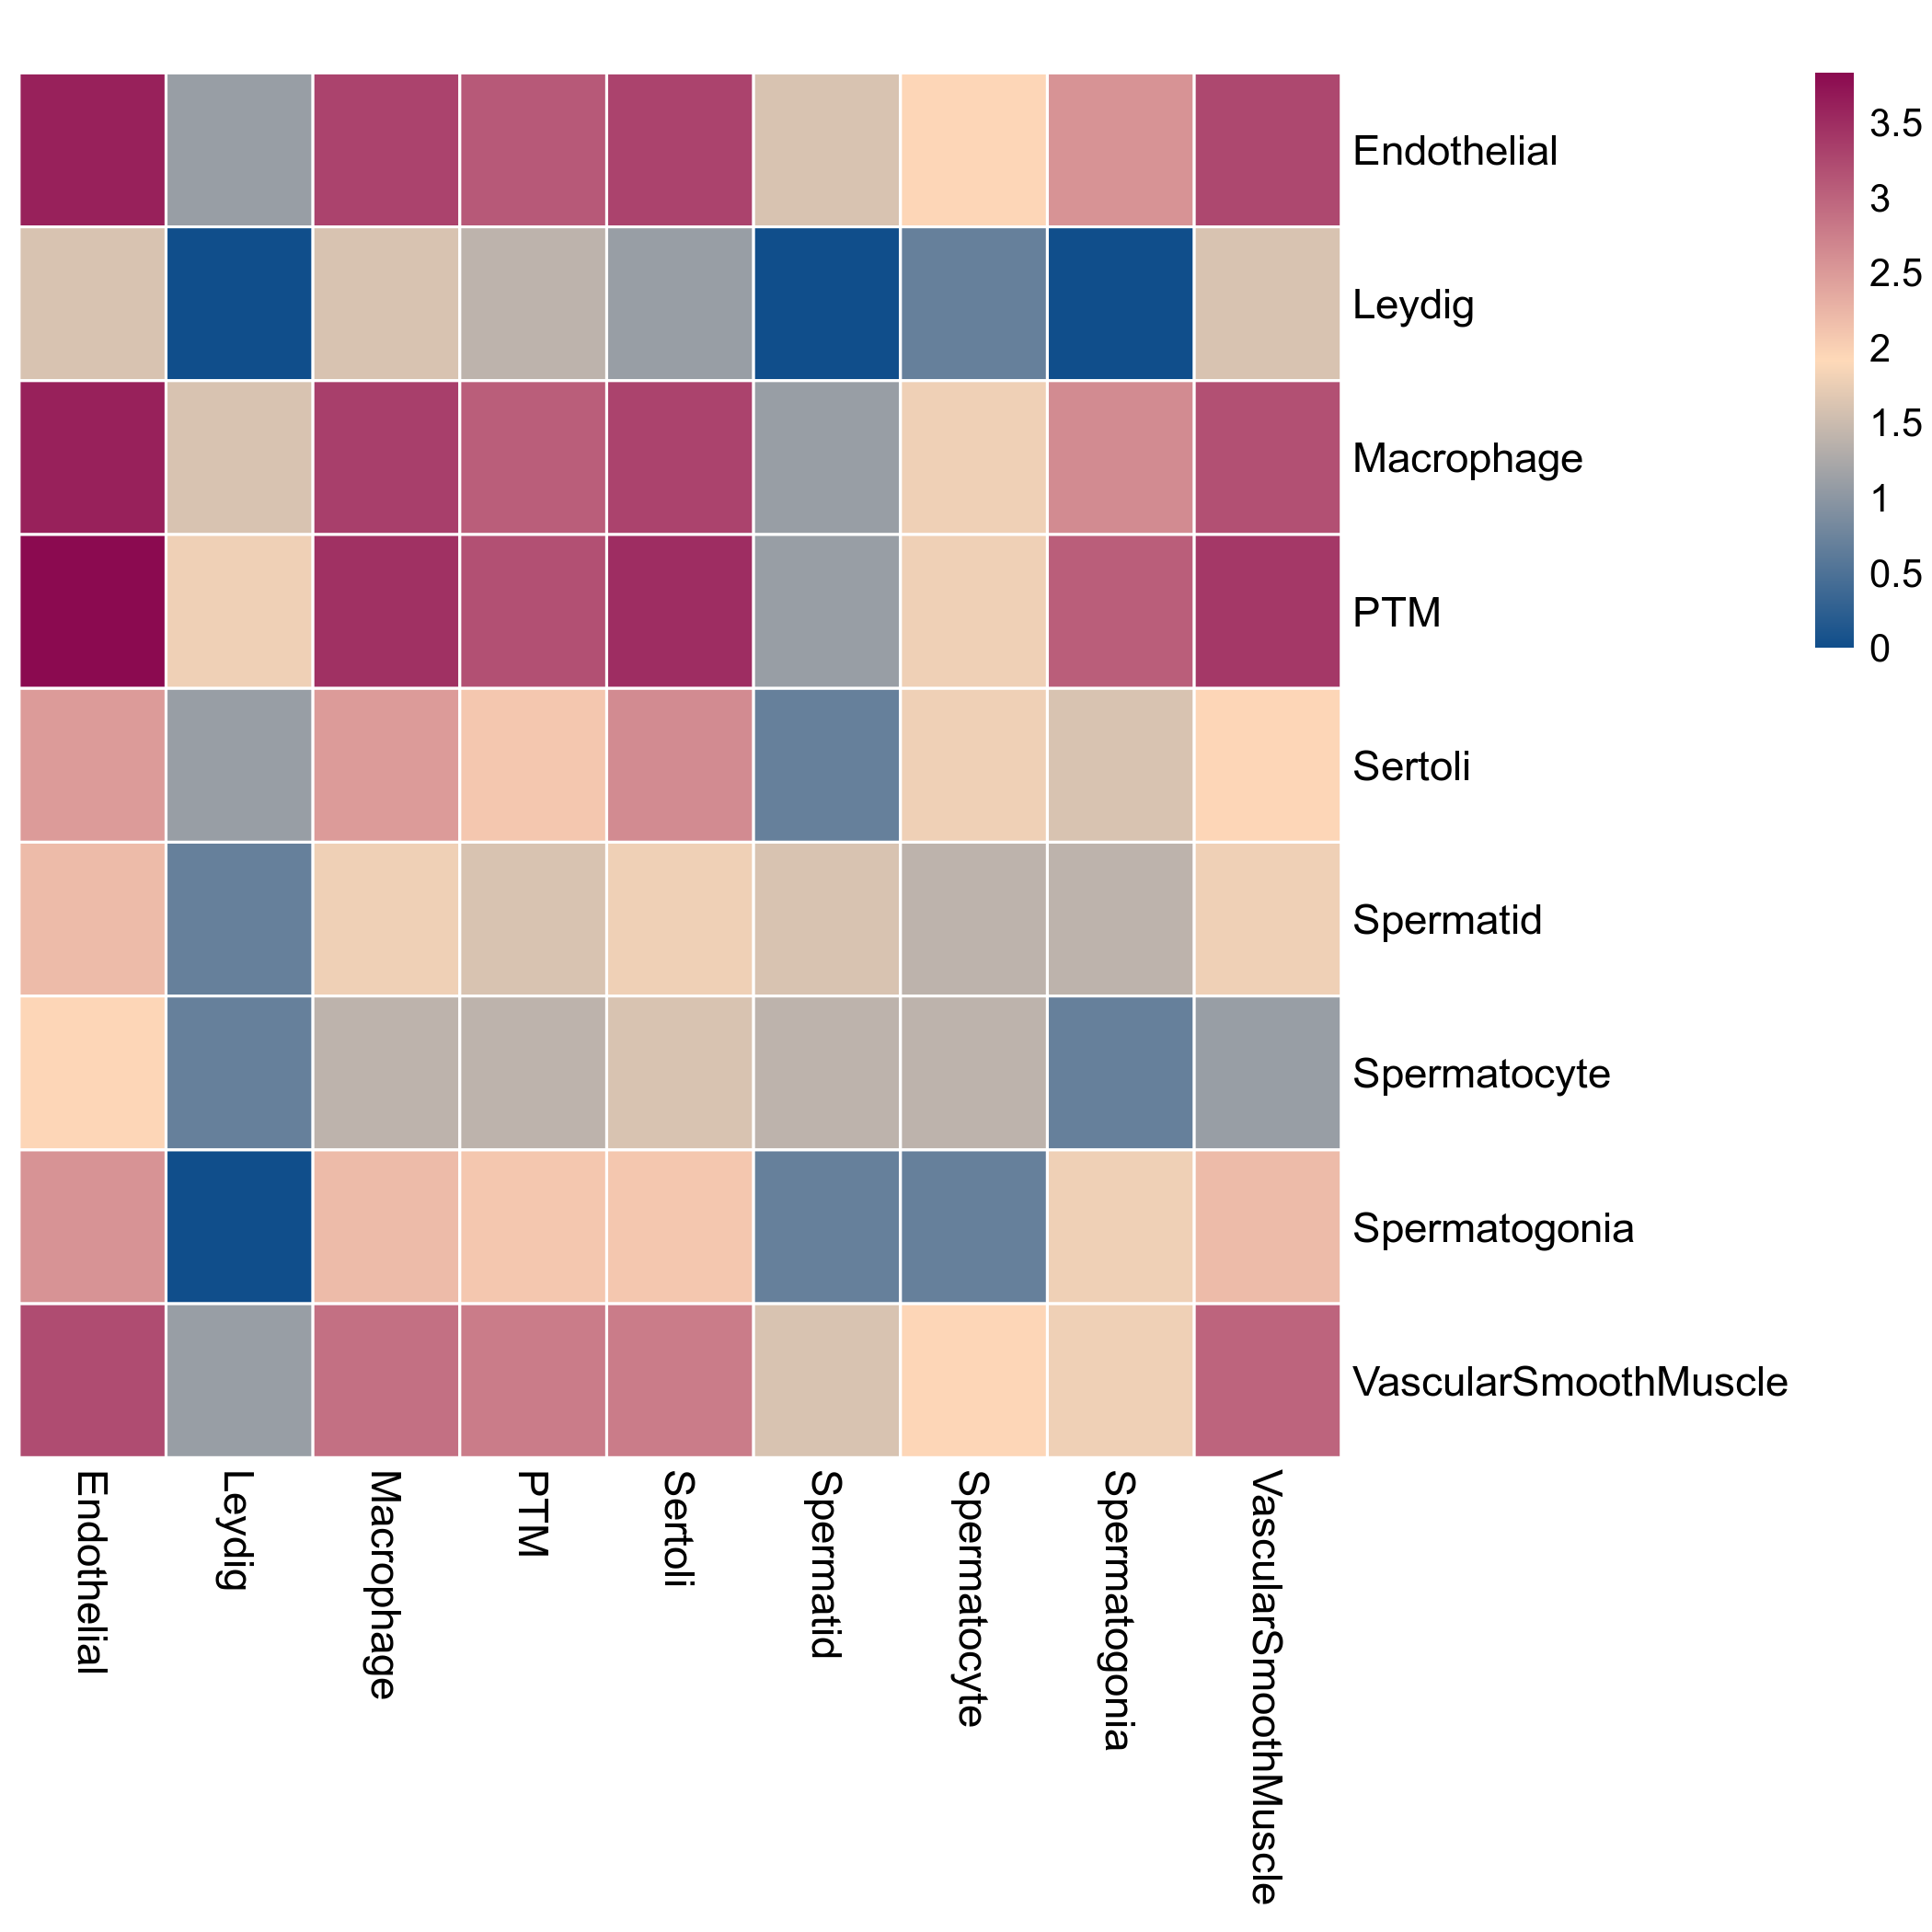 Endothelial
Leydig
Macrophage
PTM
Sertoli
Spermatid
Spermatocyte
Spermatogonia
VascularSmoothMuscle
3.5
3
2.5
2
1.5
1
0.5
0
Endothelial
Leydig
Macrophage
PTM
Sertoli
Spermatid
Spermatocyte
Spermatogonia
VascularSmoothMuscle